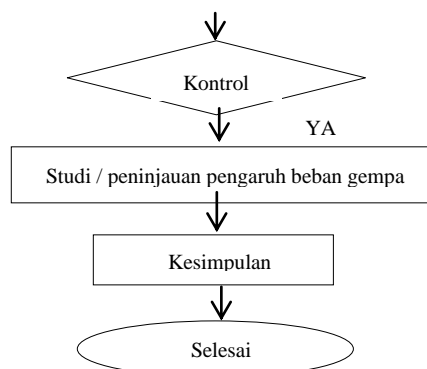 Kontrol
YA
Studi / peninjauan pengaruh beban gempa
Kesimpulan
Selesai